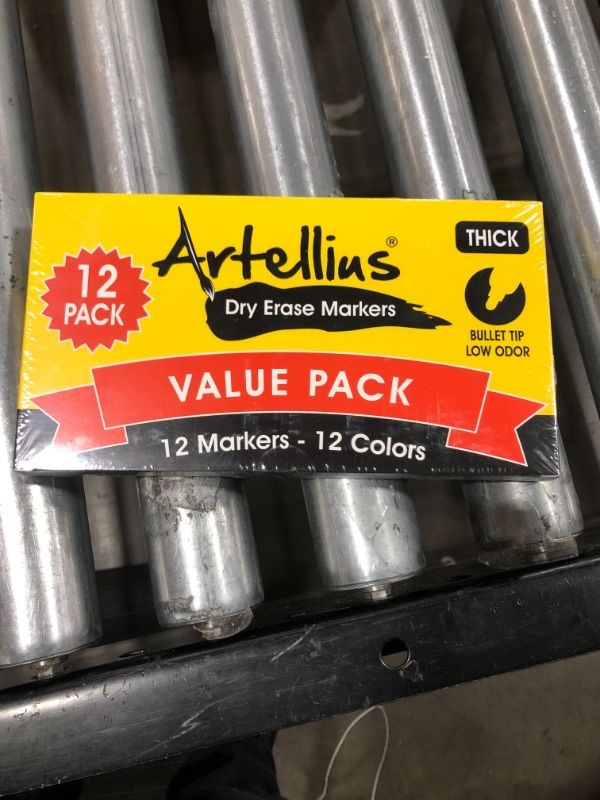 12
PACK
Artellius®
Dry Erase Markers
THICK
BULLET TIP
LOW ODOR
VALUE PACK
12 Markers - 12 Colors